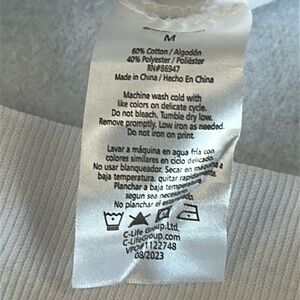 M
60% Cotton / Algodón
40% Polyester / Poliéster
RN#86947
Made in China / Hecho En China
Machine wash cold with
like colors on delicate cycle.
Do not bleach. Tumble dry low.
Remove promptly. Low iron as needed.
Do not iron on print.
Lavar a máquina en agua fría con
colores similares en ciclo delicado.
No usar blanqueador. Secar en máquina a
baja temperatura. quitar rapidamente.
Planchar a baja temperatura
segun sea necesario.
No planchar el
C-Life Group Ltd.
C-LifeGroup.com
VPO#1122748
08/2023